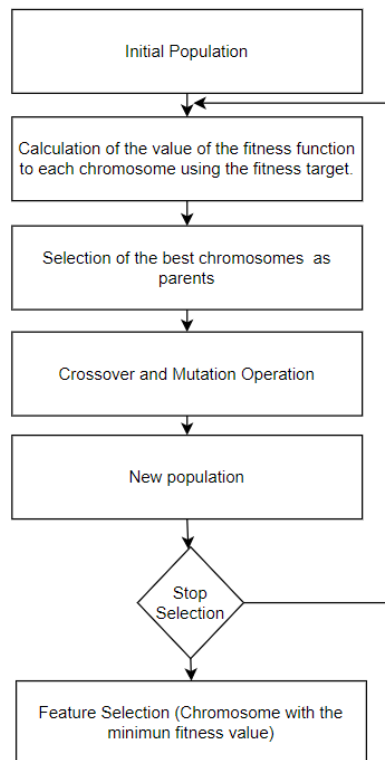 Initial Population
Calculation of the value of the fitness function
to each chromosome using the fitness target.
Selection of the best chromosomes as
parents
Crossover and Mutation Operation
New population
Stop
Selection
Feature Selection (Chromosome with the
minimun fitness value)